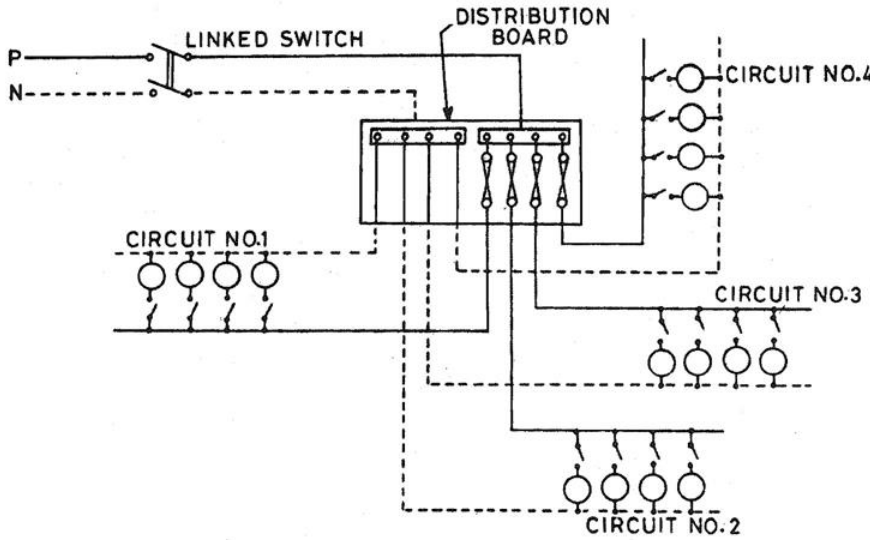 DISTRIBUTION
BOARD
LINKED SWITCH
P
N
CIRCUIT NO.4
CIRCUIT NO.1
CIRCUIT NO.3
CIRCUIT NO.2